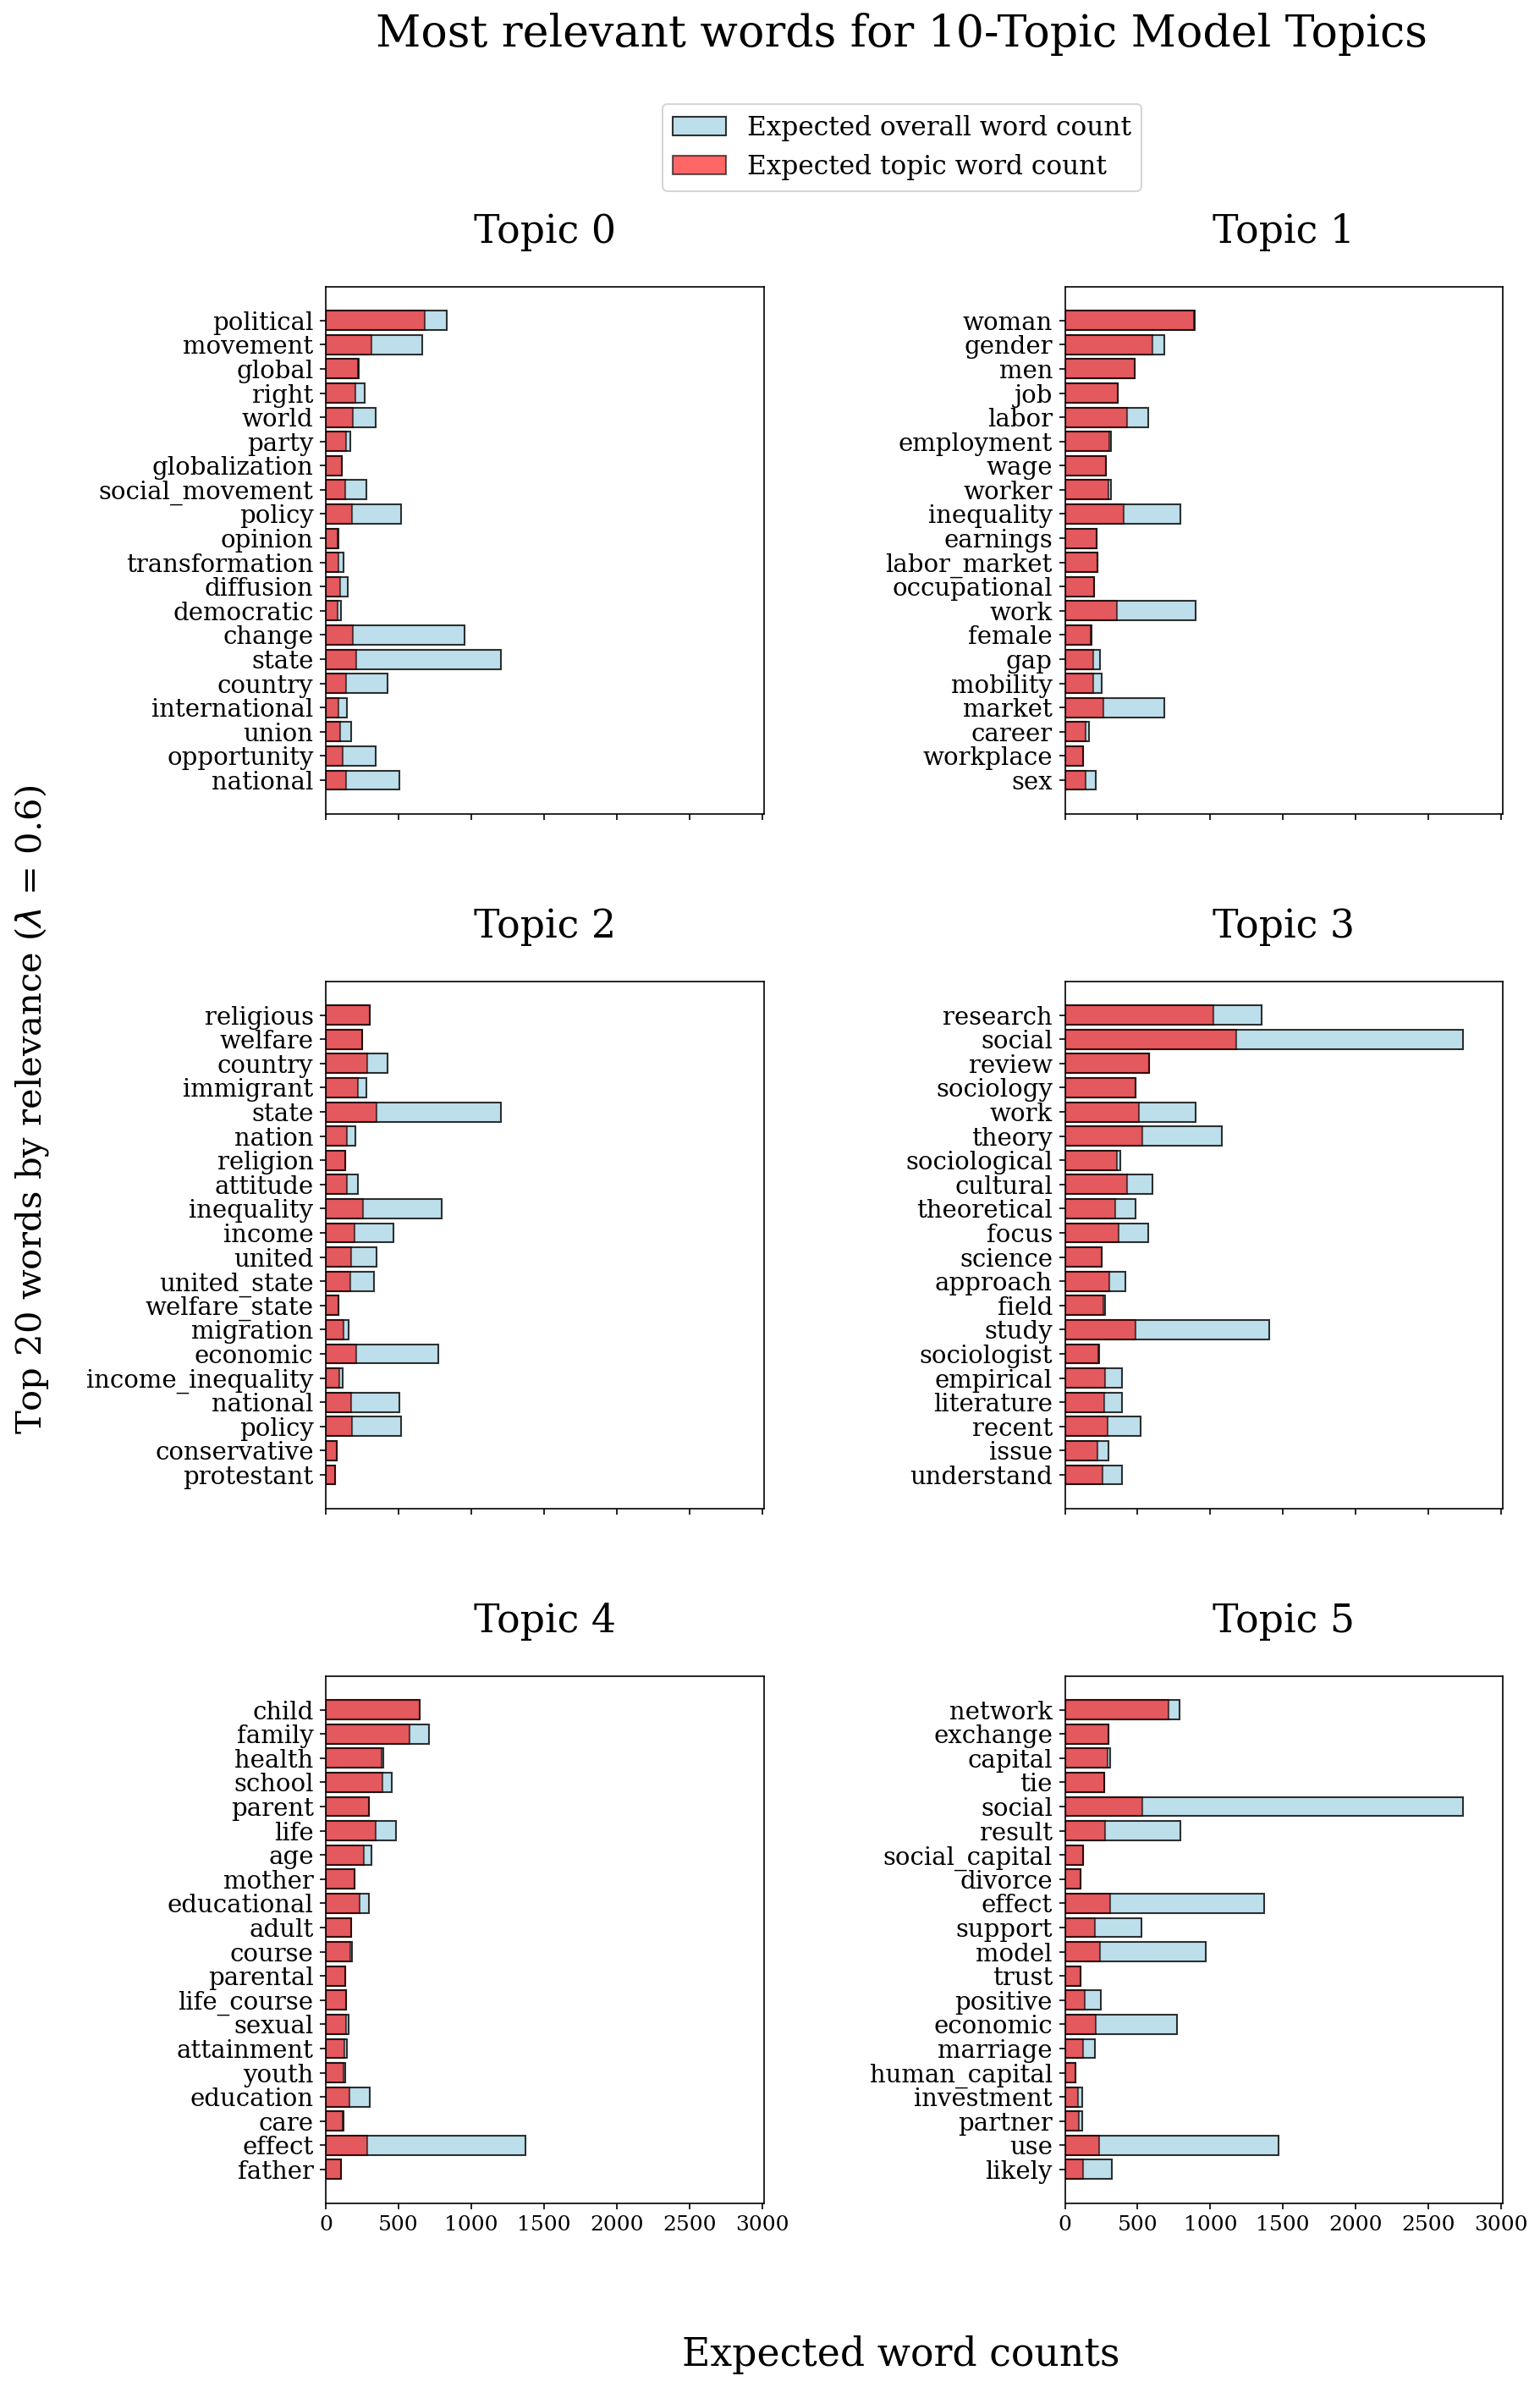 Most relevant words for 10-Topic Model Topics
Expected overall word count
Expected topic word count
Top 20 words by relevance (λ = 0.6)
Topic 0
political
movement
global
right
world
party
globalization
social_movement
policy
opinion
transformation
diffusion
democratic
change
state
country
international
union
opportunity
national
Topic 1
woman
gender
men
job
labor
employment
wage
worker
inequality
earnings
labor_market
occupational
work
female
gap
mobility
market
career
workplace
sex
Topic 2
religious
welfare
country
immigrant
state
nation
religion
attitude
inequality
income
united
united_state
welfare_state
migration
economic
income_inequality
national
policy
conservative
protestant
Topic 3
research
social
review
sociology
work
theory
sociological
cultural
theoretical
focus
science
approach
field
study
sociologist
empirical
literature
recent
issue
understand
Topic 4
child
family
health
school
parent
life
age
mother
educational
adult
course
parental
life_course
sexual
attainment
youth
education
care
effect
father
0 500 1000 1500 2000 2500 3000
Topic 5
network
exchange
capital
tie
social
result
social_capital
divorce
effect
support
model
trust
positive
economic
marriage
human_capital
investment
partner
use
likely
0 500 1000 1500 2000 2500 3000
Expected word counts